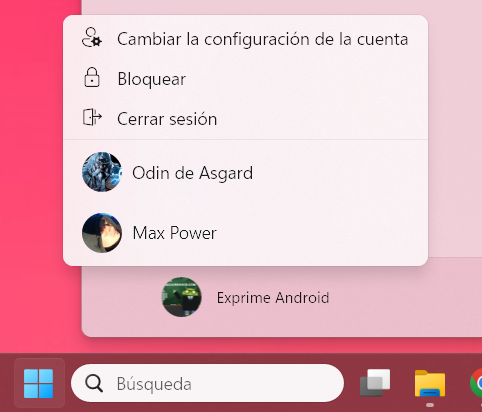 Cambiar la configuración de la cuenta
Bloquear
Cerrar sesión
Odin de Asgard
Max Power
Exprime Android
Búsqueda